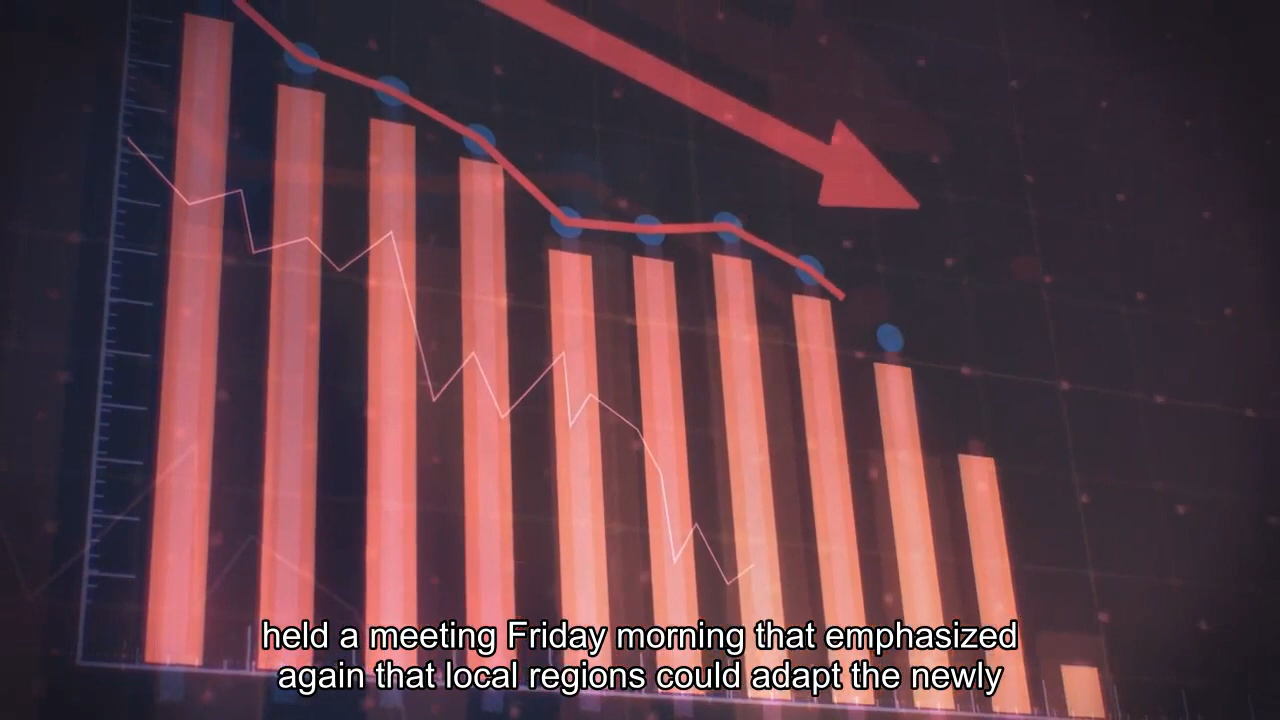 held a meeting Friday morning that emphasized
again that local regions could adapt the newly